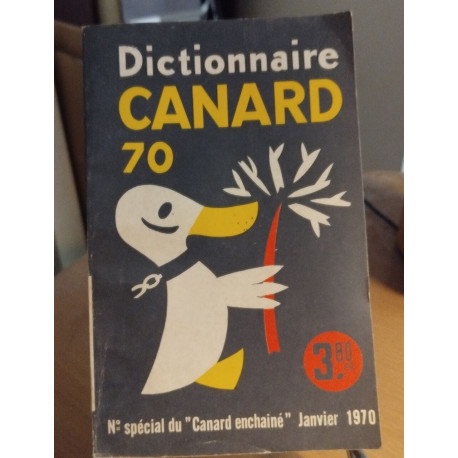 Dictionnaire
CANARD
70
3.80
N° spécial du "Canard enchaîné" Janvier 1970